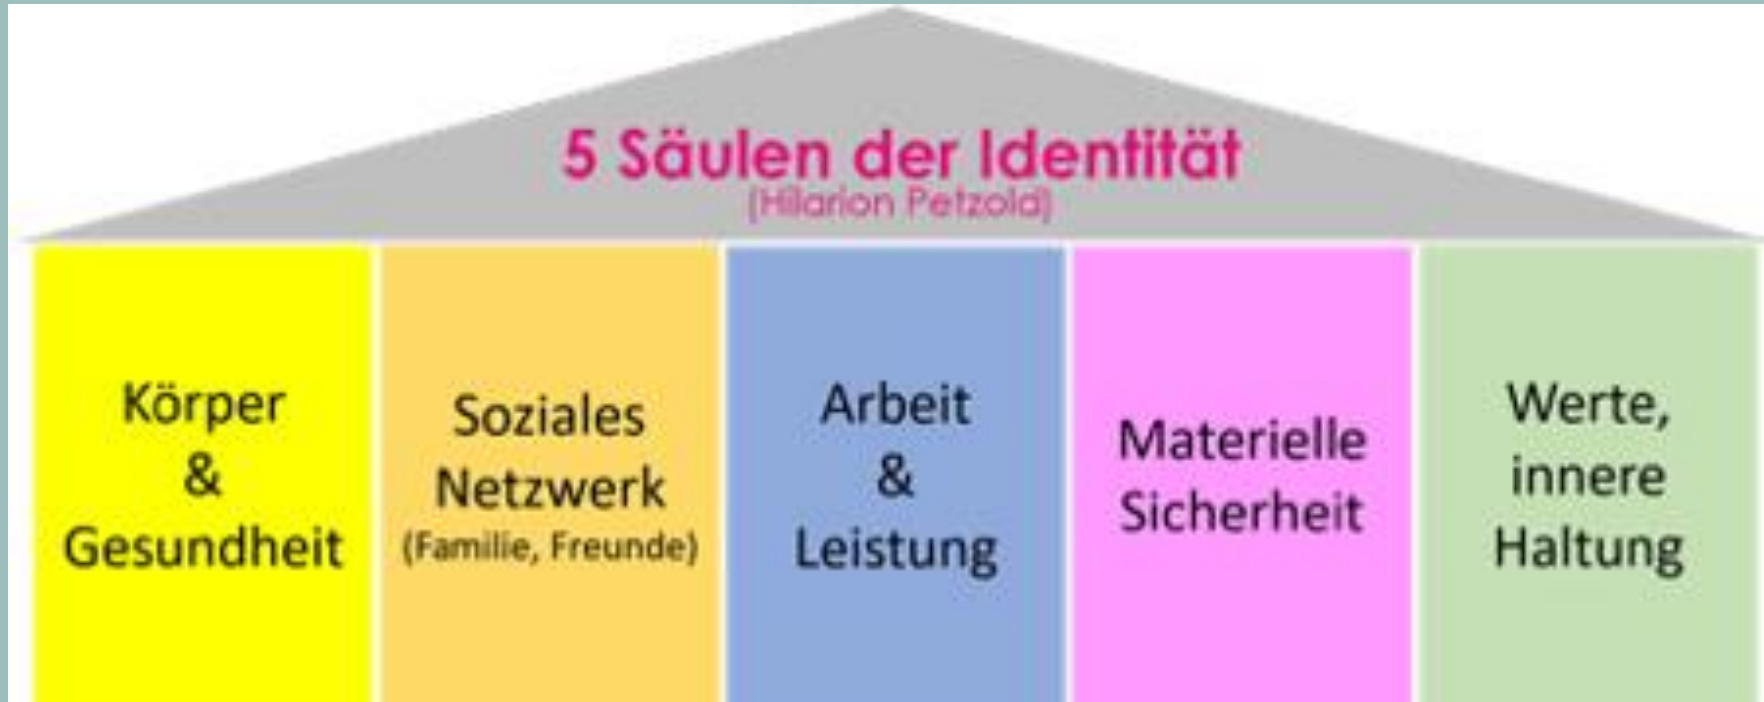 5 Säulen der Identität
(Hilarion Petzold)
Körper
&
Gesundheit
Soziales
Netzwerk
(Familie, Freunde)
Arbeit
&
Leistung
Materielle
Sicherheit
Werte,
innere
Haltung